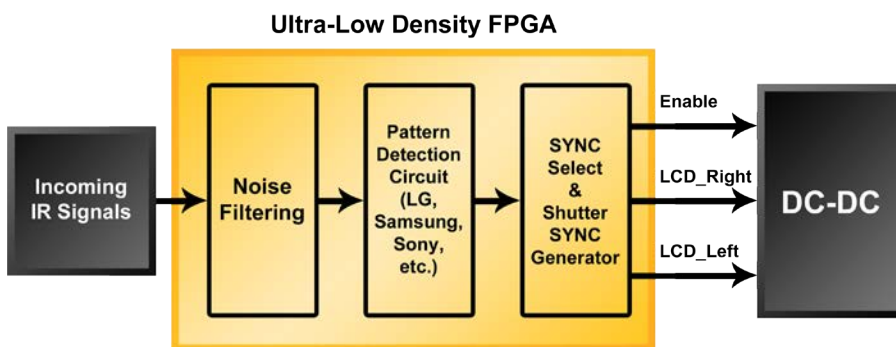 Ultra-Low Density FPGA
Incoming
IR Signals
Noise
Filtering
Pattern
Detection
Circuit
(LG,
Samsung,
Sony,
etc.)
SYNC
Select
&
Shutter
SYNC
Generator
Enable
LCD_Right
LCD_Left
DC-DC